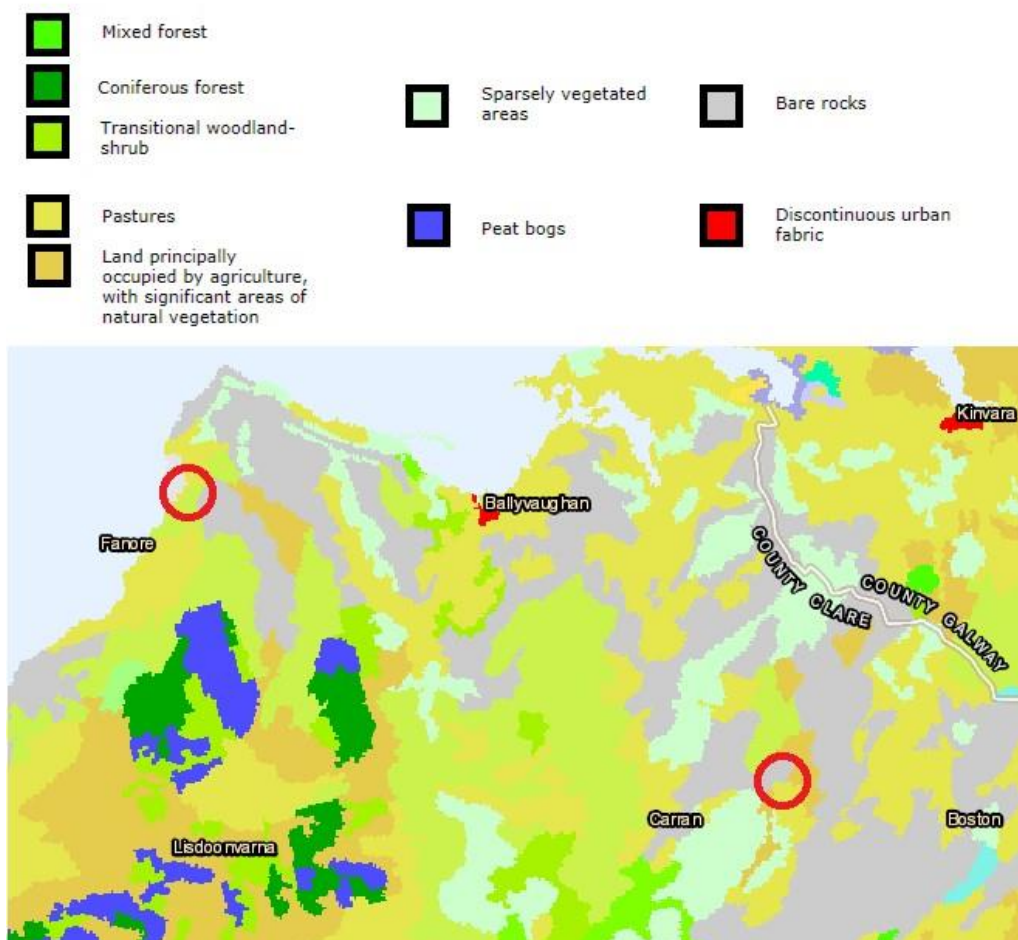 Mixed forest
Coniferous forest
Transitional woodland-
shrub
Sparsely vegetated
areas
Bare rocks
Pastures
Land principally
occupied by agriculture,
with significant areas of
natural vegetation
Peat bogs
Discontinuous urban
fabric
Kinvara
Ballyvaughan
Fanore
COUNTY CLARE
COUNTY GALWAY
Carran
Boston
Lisdoonvarna